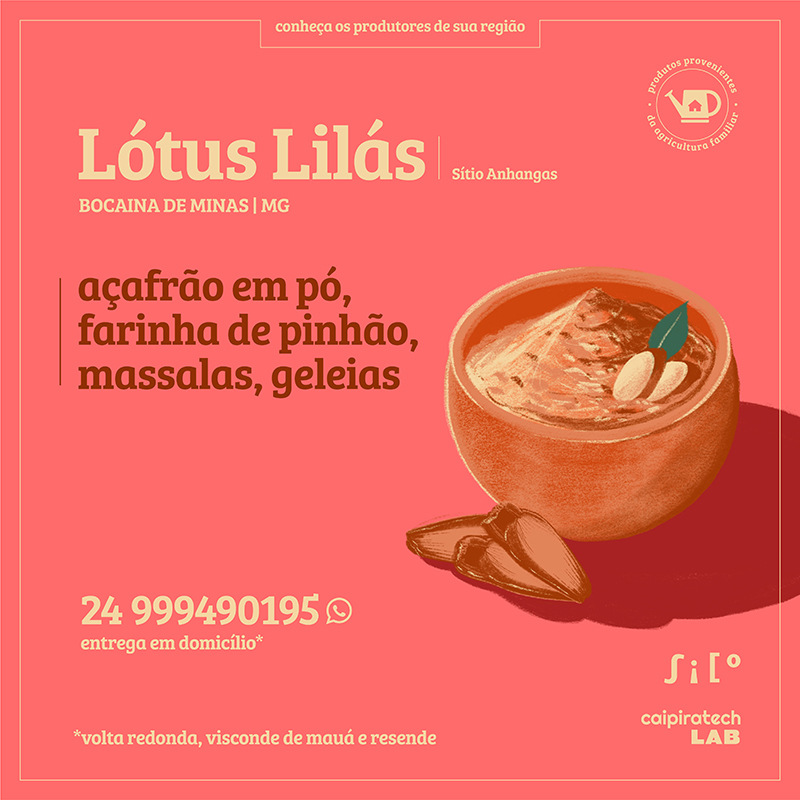 conheça os produtores de sua região
produtos provenientes
da agricultura familiar
Lótus Lilás
Sítio Anhangas
BOCAINA DE MINAS | MG
açafrão em pó,
farinha de pinhão,
massalas, geleias
24 999490195
entrega em domicílio*
silo
caipiratech
LAB
*volta redonda, visconde de mauá e resende